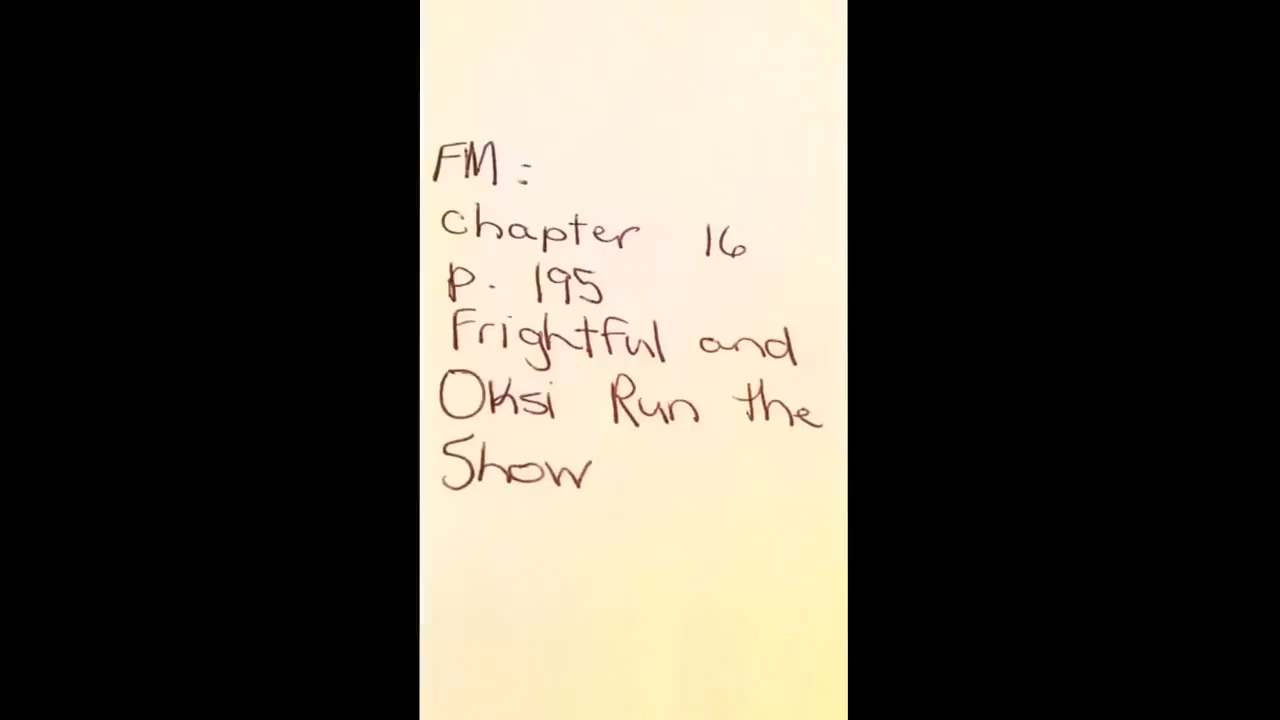 FM:
Chapter 16
p. 195
Frightful and
Oksi Run the
Show